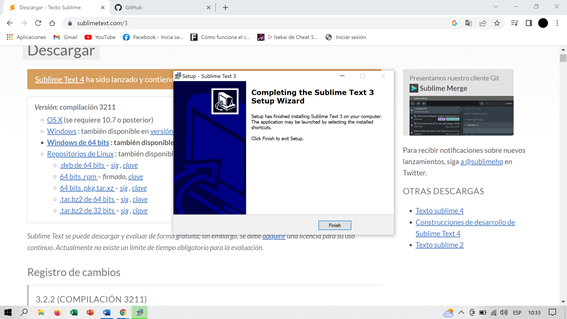 Descargar - Texto Sublime
GitHub
sublimetext.com/3
Aplicaciones
Gmail
YouTube
Facebook - Inicia se...
Cómo funciona el c...
Isekai de Cheat S...
Iniciar sesión
Descargar
Sublime Text 4 ha sido lanzado y contiene
Versión: compilación 3211
OS X (se requiere 10.7 o posterior)
Windows : también disponible en versión
Windows de 64 bits : también disponible
Repositorios de Linux : también disponible
.deb de 64 bits – sig , clave
64 bits .rpm – firmado, clave
64 bits .pkg.tar.xz – sig , clave
.tar.bz2 de 64 bits – sig , clave
.tar.bz2 de 32 bits – sig , clave
Sublime Text se puede descargar y evaluar de forma gratuita; sin embargo, se debe adquirir una licencia para su uso
continuo. Actualmente no existe un límite de tiempo obligatorio para la evaluación.
Registro de cambios
3.2.2 (COMPILACIÓN 3211)
Setup - Sublime Text 3
Completing the Sublime Text 3
Setup Wizard
Setup has finished installing Sublime Text 3 on your computer.
The application may be launched by selecting the installed
shortcuts.
Click Finish to exit Setup.
Finish
Presentamos nuestro cliente Git
Sublime Merge
Para recibir notificaciones sobre nuevos
lanzamientos, siga a @sublimehq en
Twitter.
OTRAS DESCARGAS
Texto sublime 4
Construcciones de desarrollo de
Sublime Text 4
Texto sublime 2
ESP
10:33